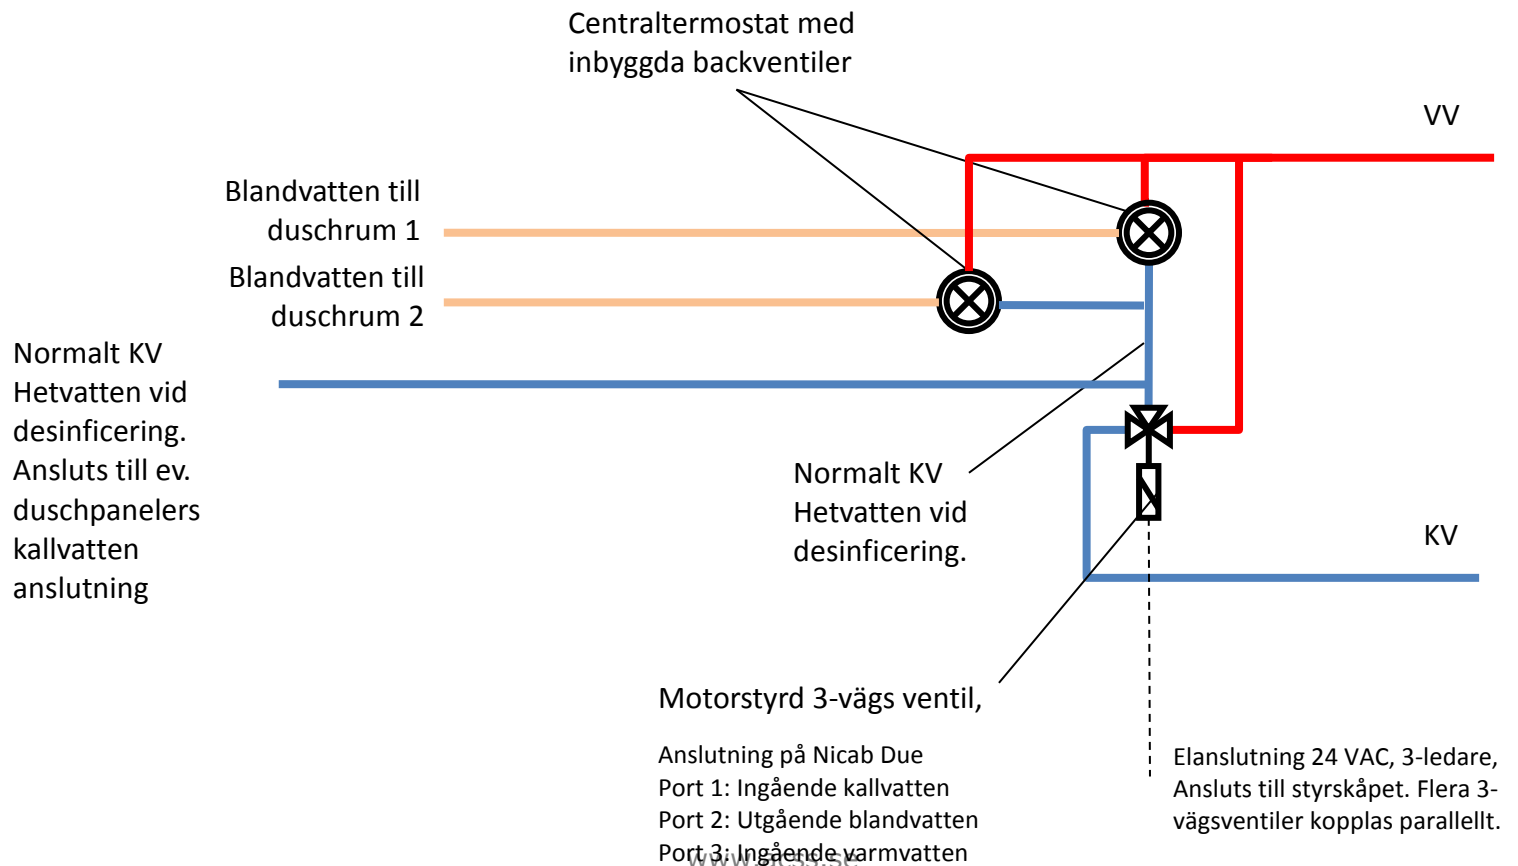 Centraltermostat med
inbyggda backventiler
VV
Blandvatten till
duschrum 1
Blandvatten till
duschrum 2
Normalt KV
Hetvatten vid
desinficering.
Ansluts till ev.
duschpanelers
kallvatten
anslutning
Normalt KV
Hetvatten vid
desinficering.
KV
Motorstyrd 3-vägs ventil,
Anslutning på Nicab Due
Port 1: Ingående kallvatten
Port 2: Utgående blandvatten
Port 3: Ingående varmvatten
Elanslutning 24 VAC, 3-ledare,
Ansluts till styrskåpet. Flera 3-
vägsventiler kopplas parallellt.